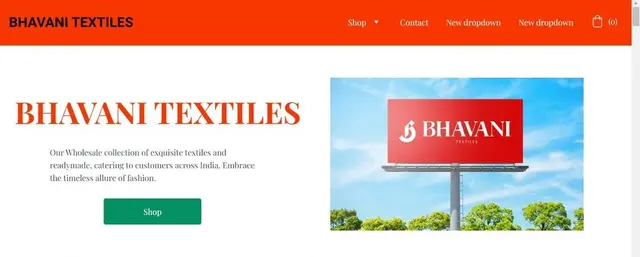 BHAVANI TEXTILES
Shop
Contact
New dropdown
New dropdown
(0)
BHAVANI TEXTILES
Our Wholesale collection of exquisite textiles and
readymade, catering to customers across India. Embrace
the timeless allure of fashion.
Shop
BHAVANI
TEXTILES